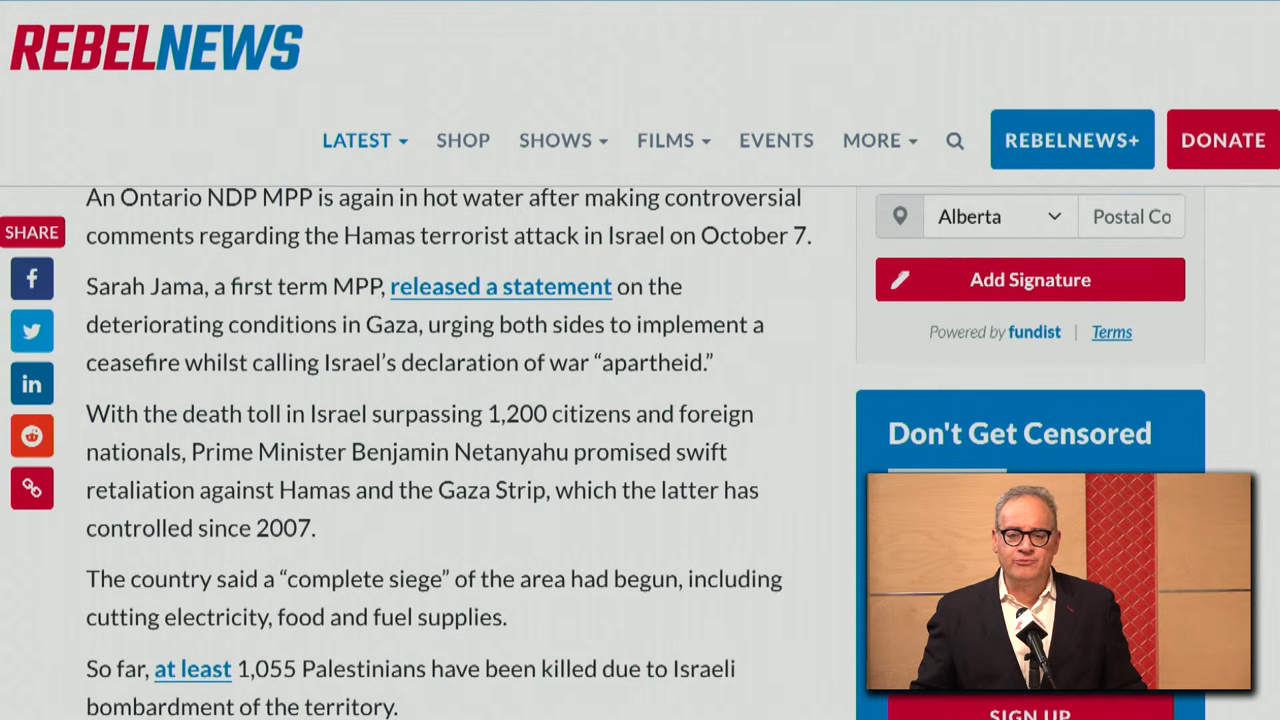 REBELNEWS
LATEST SHOP SHOWS FILMS EVENTS MORE REBELNEWS+ DONATE
SHARE
An Ontario NDP MPP is again in hot water after making controversial
comments regarding the Hamas terrorist attack in Israel on October 7.
Sarah Jama, a first term MPP, released a statement on the
deteriorating conditions in Gaza, urging both sides to implement a
ceasefire whilst calling Israel’s declaration of war “apartheid.”
With the death toll in Israel surpassing 1,200 citizens and foreign
nationals, Prime Minister Benjamin Netanyahu promised swift
retaliation against Hamas and the Gaza Strip, which the latter has
controlled since 2007.
The country said a “complete siege” of the area had begun, including
cutting electricity, food and fuel supplies.
So far, at least 1,055 Palestinians have been killed due to Israeli
bombardment of the territory.
Alberta Postal Co
Add Signature
Powered by fundist | Terms
Don't Get Censored
SIGN UP